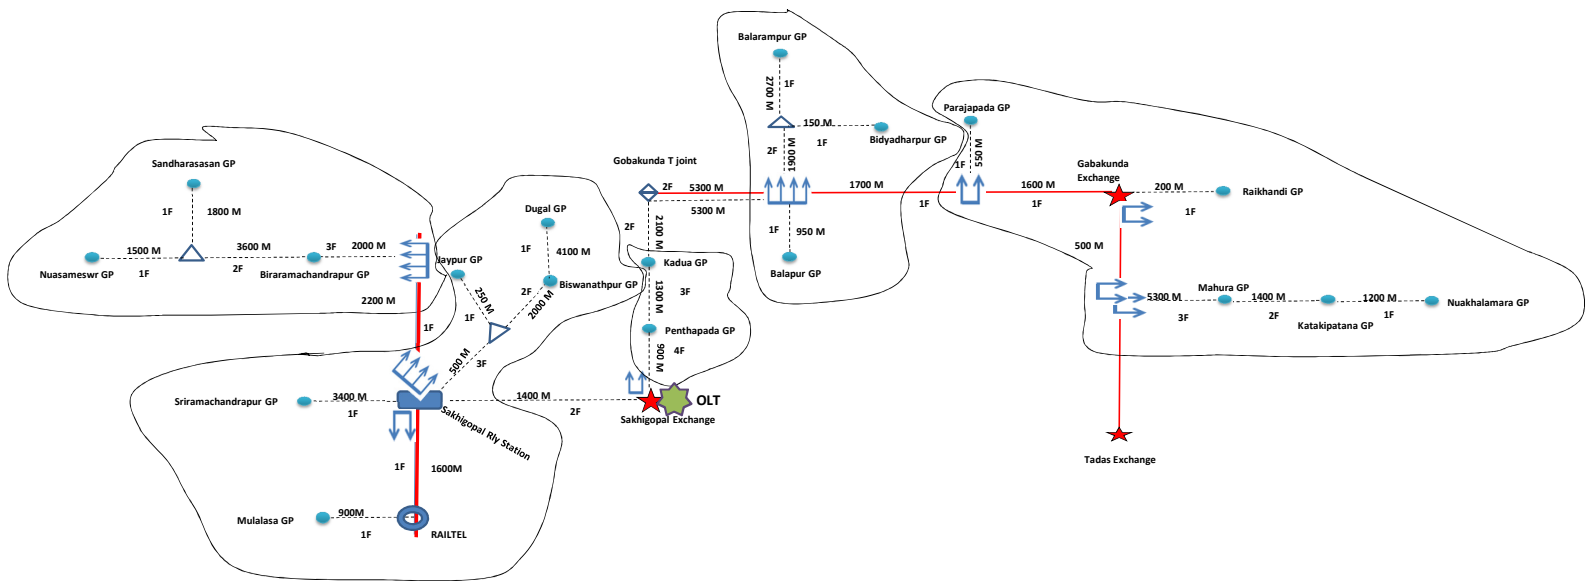 Balarampur GP
2700 M
1F
150 M
1F
Bidyadharpur GP
2F
1900 M
Parajapada GP
1F
550 M
Gobakunda T joint
2F
5300 M
5300 M
1700 M
1F
1600 M
1F
Gabakunda
Exchange
200 M
1F
Raikhandi GP
1F
950 M
Balapur GP
500 M
5300 M
3F
Mahura GP
1400 M
2F
Katakipatana GP
1200 M
1F
Nuakhalamara GP
Tadas Exchange
Sandharasasan GP
1F
1800 M
1500 M
1F
Nuasameswr GP
3600 M
2F
3F
2000 M
Biraramachandrapur GP
2200 M
1F
Jaypur GP
250 M
1F
Dugal GP
1F
4100 M
Biswanathpur GP
2F
2000 M
500 M
3F
2F
2100 M
Kadua GP
1300 M
3F
Penthapada GP
900 M
4F
OLT
Sakhigopal Exchange
1400 M
2F
Sriramachandrapur GP
3400 M
1F
Sakhigopal Rly Station
1F
1600M
Mulalasa GP
900M
1F
RAILTEL